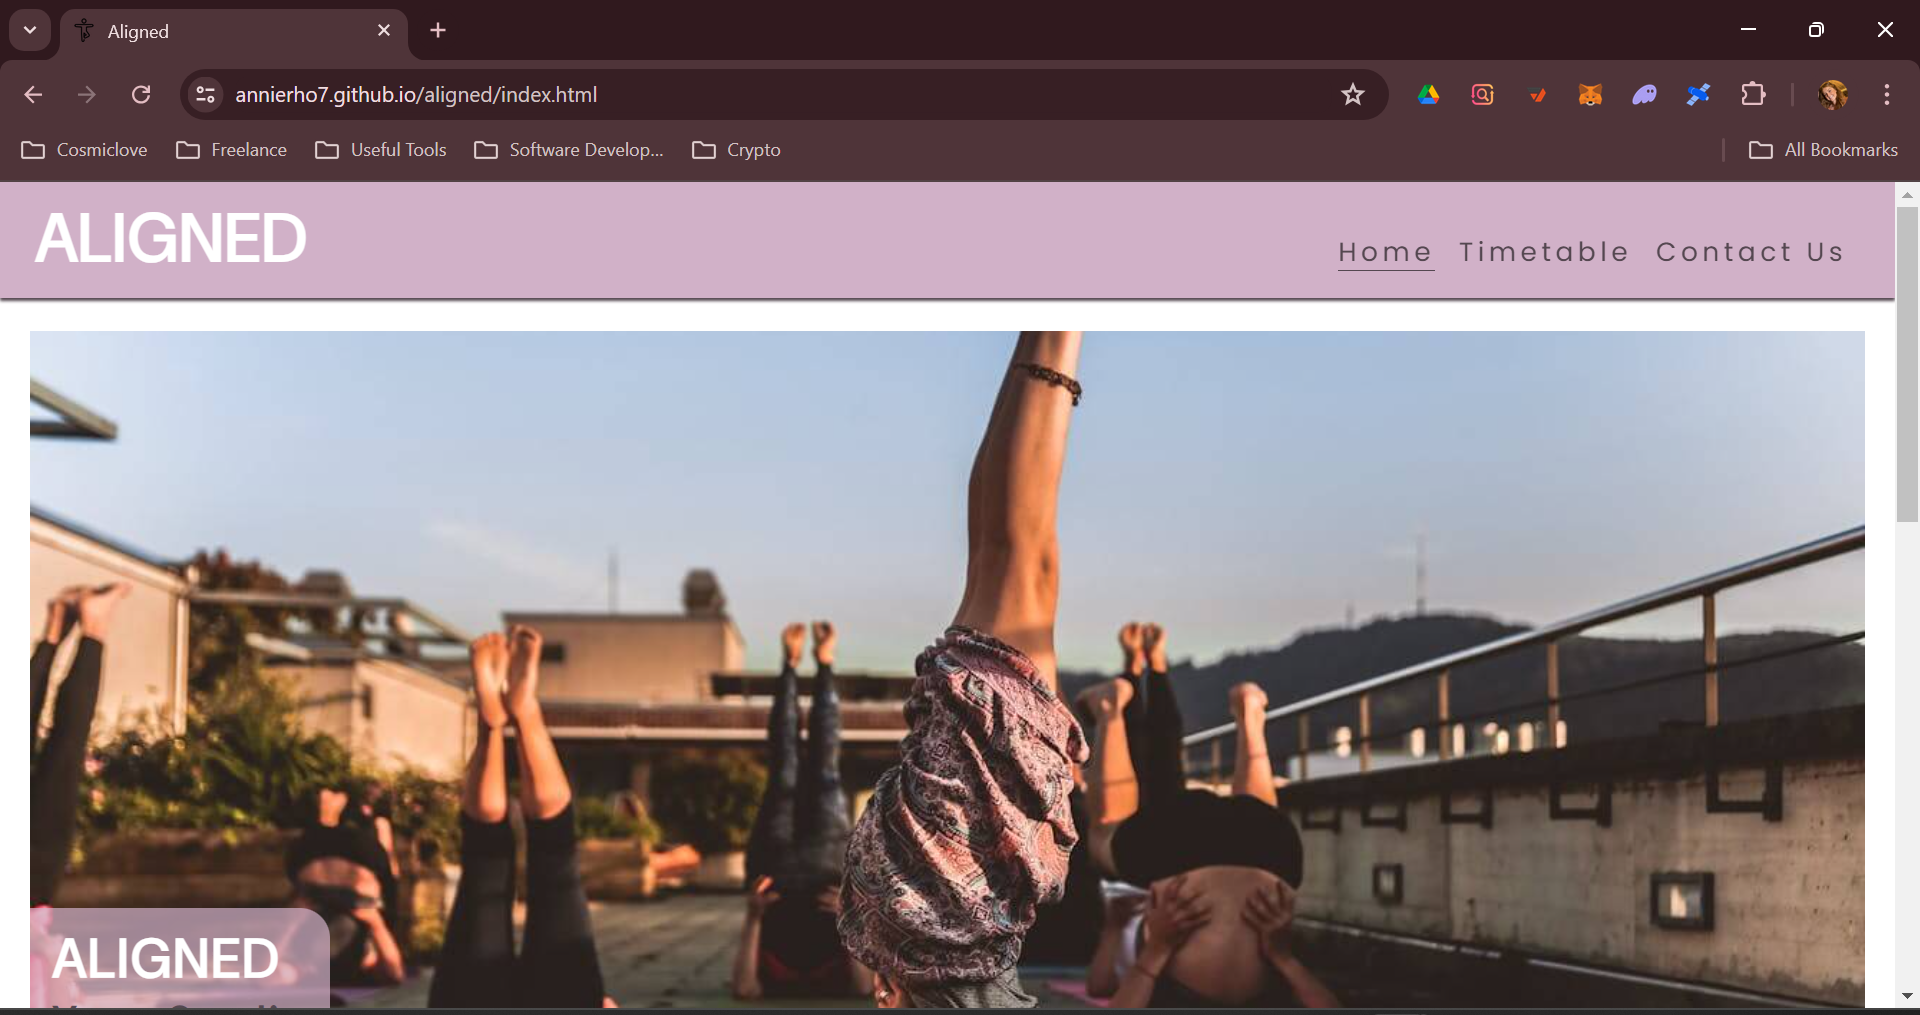 Aligned
annierho7.github.io/aligned/index.html
Cosmiclove Freelance Useful Tools Software Develop... Crypto All Bookmarks
ALIGNED
Home Timetable Contact Us
ALIGNED